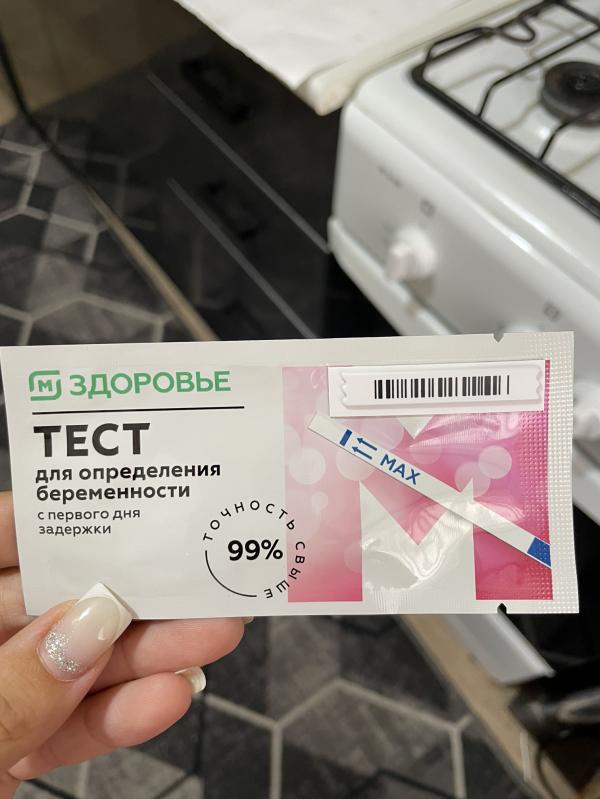 М ЗДОРОВЬЕ
ТЕСТ
для определения
беременности
с первого дня
задержки
ТОЧНОСТЬ СВЫШЕ
99%
MAX